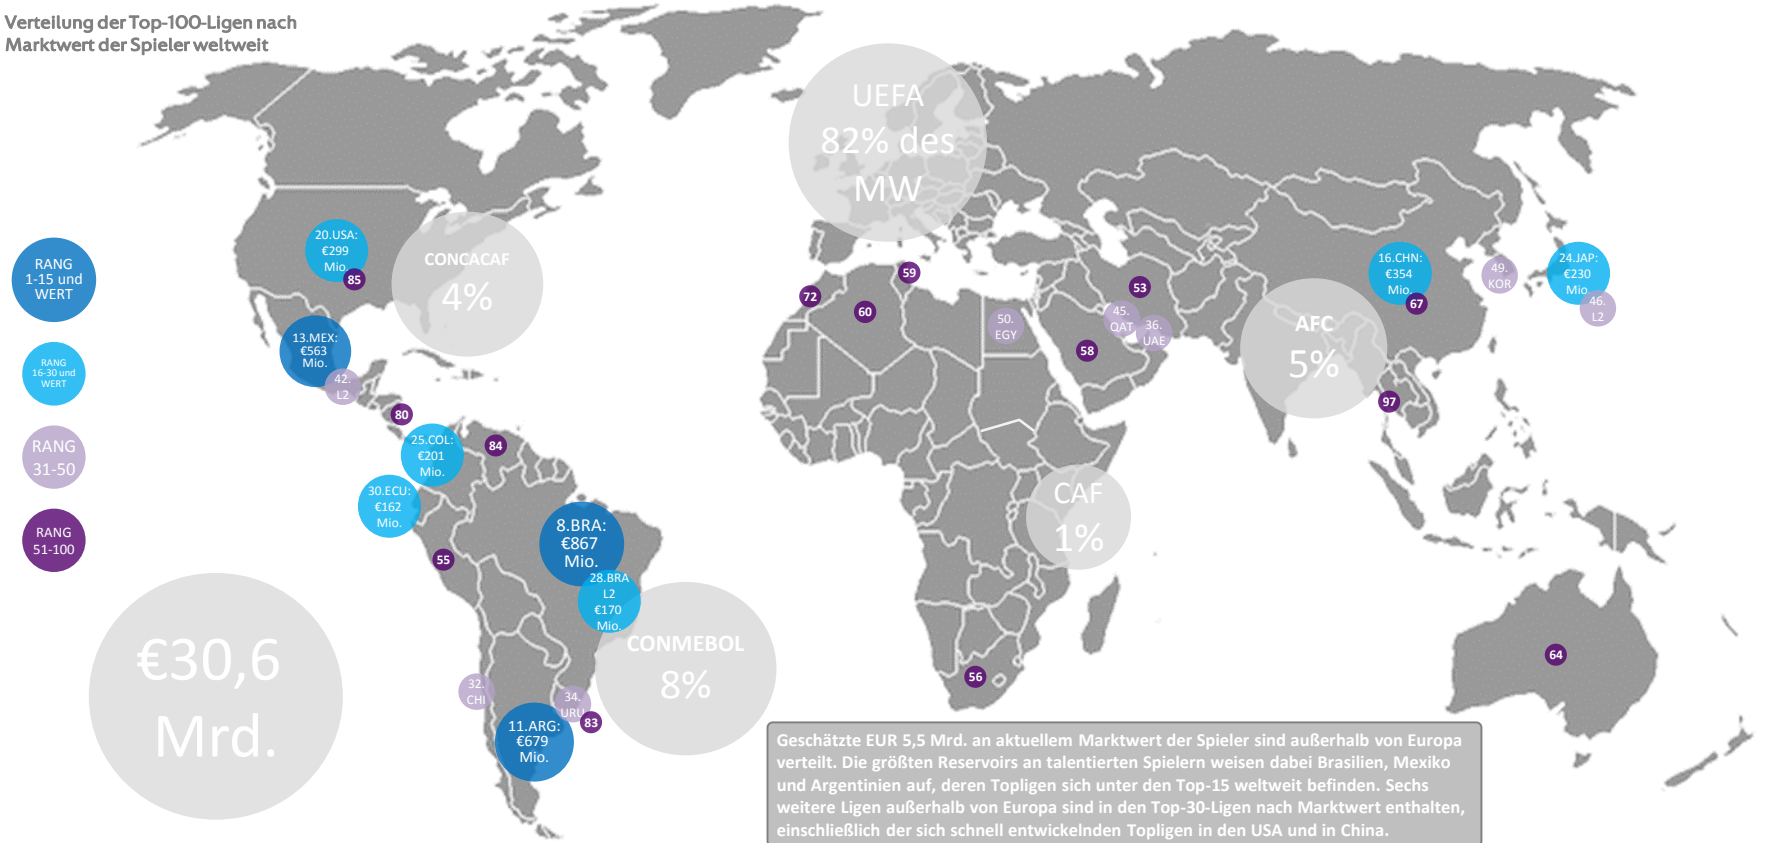 Verteilung der Top-100-Ligen nach
Marktwert der Spieler weltweit
UEFA
82% des
MW
20.USA:
€299
Mio.
85
CONCACAF
4%
RANG
1-15 und
WERT
13.MEX:
€563
Mio.
42.
L2
RANG
16-30 und
WERT
80
25.COL:
€201
Mio.
84
RANG
31-50
30.ECU:
€162
Mio.
RANG
51-100
55
8.BRA:
€867
Mio.
28.BRA
L2
€170
Mio.
CONMEBOL
8%
€30,6
Mrd.
32.
CHI
34.
URU
83
11.ARG:
€679
Mio.
72
60
59
50.
EGY
53
45.
QAT
36.
UAE
58
CAF
1%
56
16.CHN:
€354
Mio.
67
49.
KOR
24.JAP:
€230
Mio.
46.
L2
AFC
5%
97
64
Geschätzte EUR 5,5 Mrd. an aktuellem Marktwert der Spieler sind außerhalb von Europa
verteilt. Die größten Reservoirs an talentierten Spielern weisen dabei Brasilien, Mexiko
und Argentinien auf, deren Topligen sich unter den Top-15 weltweit befinden. Sechs
weitere Ligen außerhalb von Europa sind in den Top-30-Ligen nach Marktwert enthalten,
einschließlich der sich schnell entwickelnden Topligen in den USA und in China.